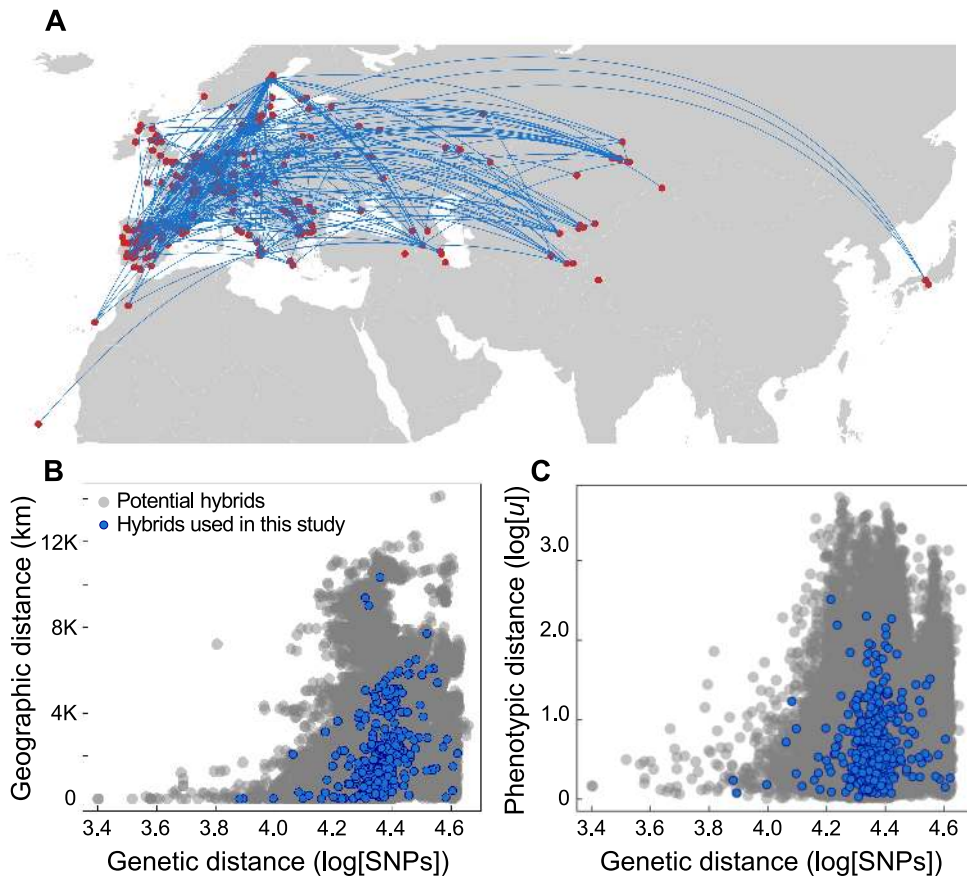 A
B
Geographic distance (km)
12K
8K
4K
0
Potential hybrids
Hybrids used in this study
3.4 3.6 3.8 4.0 4.2 4.4 4.6
Genetic distance (log[SNPs])
C
Phenotypic distance (log[u])
3.0
2.0
1.0
0
3.4 3.6 3.8 4.0 4.2 4.4 4.6
Genetic distance (log[SNPs])